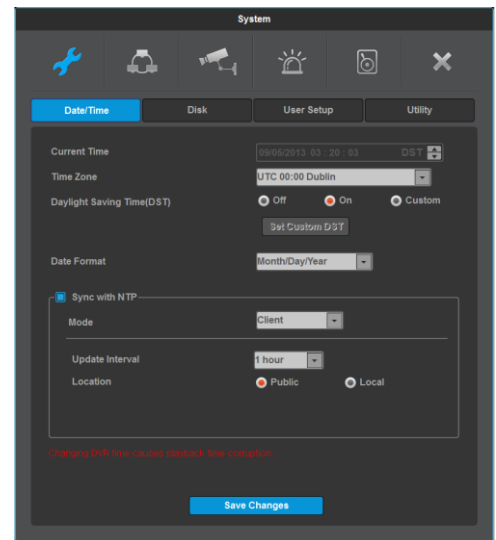 System
Date/Time Disk User Setup Utility
Current Time 09/05/2013 03 : 20 : 03 DST
Time Zone UTC 00:00 Dublin
Daylight Saving Time(DST) Off On Custom
Set Custom DST
Date Format Month/Day/Year
Sync with NTP
Mode Client
Update Interval 1 hour
Location Public Local
Changing DVR time causes playback time corruption.
Save Changes